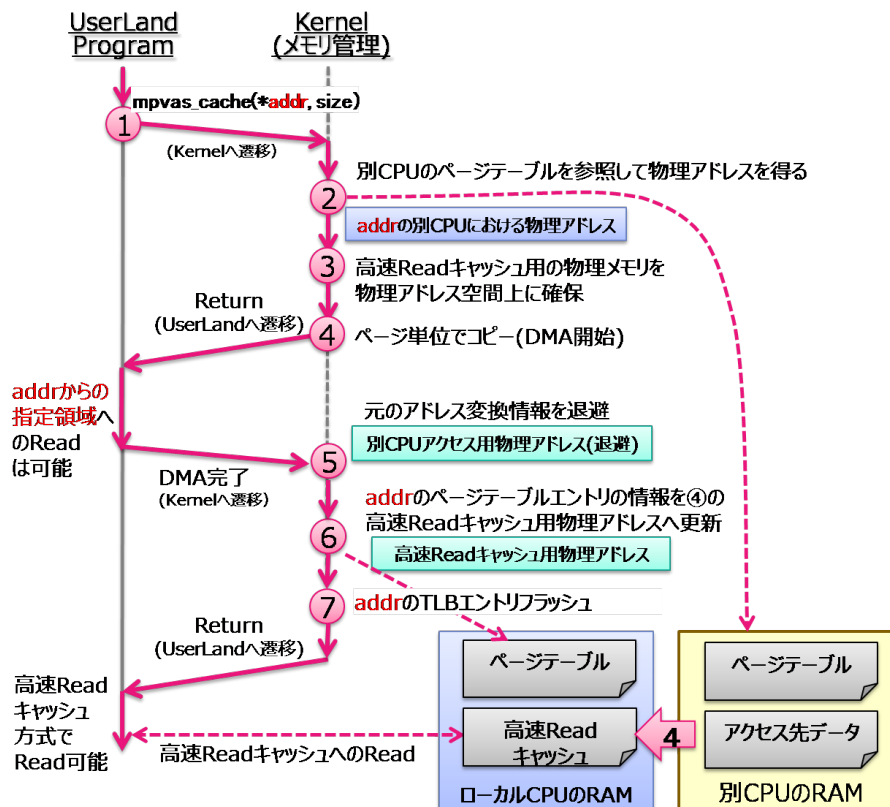 UserLand
Program
Kernel
(メモリ管理)
mpvas_cache(*addr, size)
1
(Kernelへ遷移)
別CPUのページテーブルを参照して物理アドレスを得る
2
addrの別CPUにおける物理アドレス
3
高速Readキャッシュ用の物理メモリを
物理アドレス空間上に確保
Return
(UserLandへ遷移)
4
ページ単位でコピー(DMA開始)
addrからの
指定領域へ
のRead
は可能
元のアドレス変換情報を退避
別CPUアクセス用物理アドレス(退避)
5
DMA完了
(Kernelへ遷移)
addrのページテーブルエントリの情報を④の
高速Readキャッシュ用物理アドレスへ更新
6
高速Readキャッシュ用物理アドレス
7
addrのTLBエントリフラッシュ
Return
(UserLandへ遷移)
ページテーブル
ページテーブル
高速Read
キャッシュ
方式で
Read可能
高速ReadキャッシュへのRead
高速Read
キャッシュ
4
アクセス先データ
ローカルCPUのRAM
別CPUのRAM